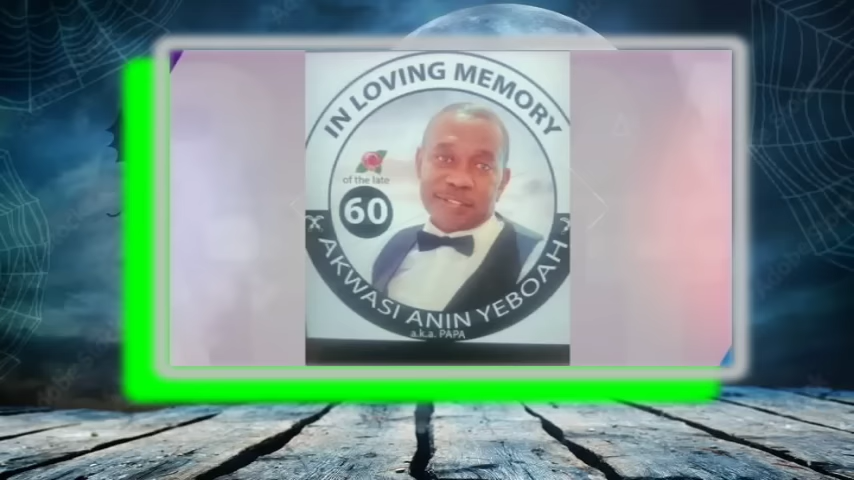 IN LOVING MEMORY
of the late
60
AKWASI ANIN YEBOAH
a.k.a. PAPA